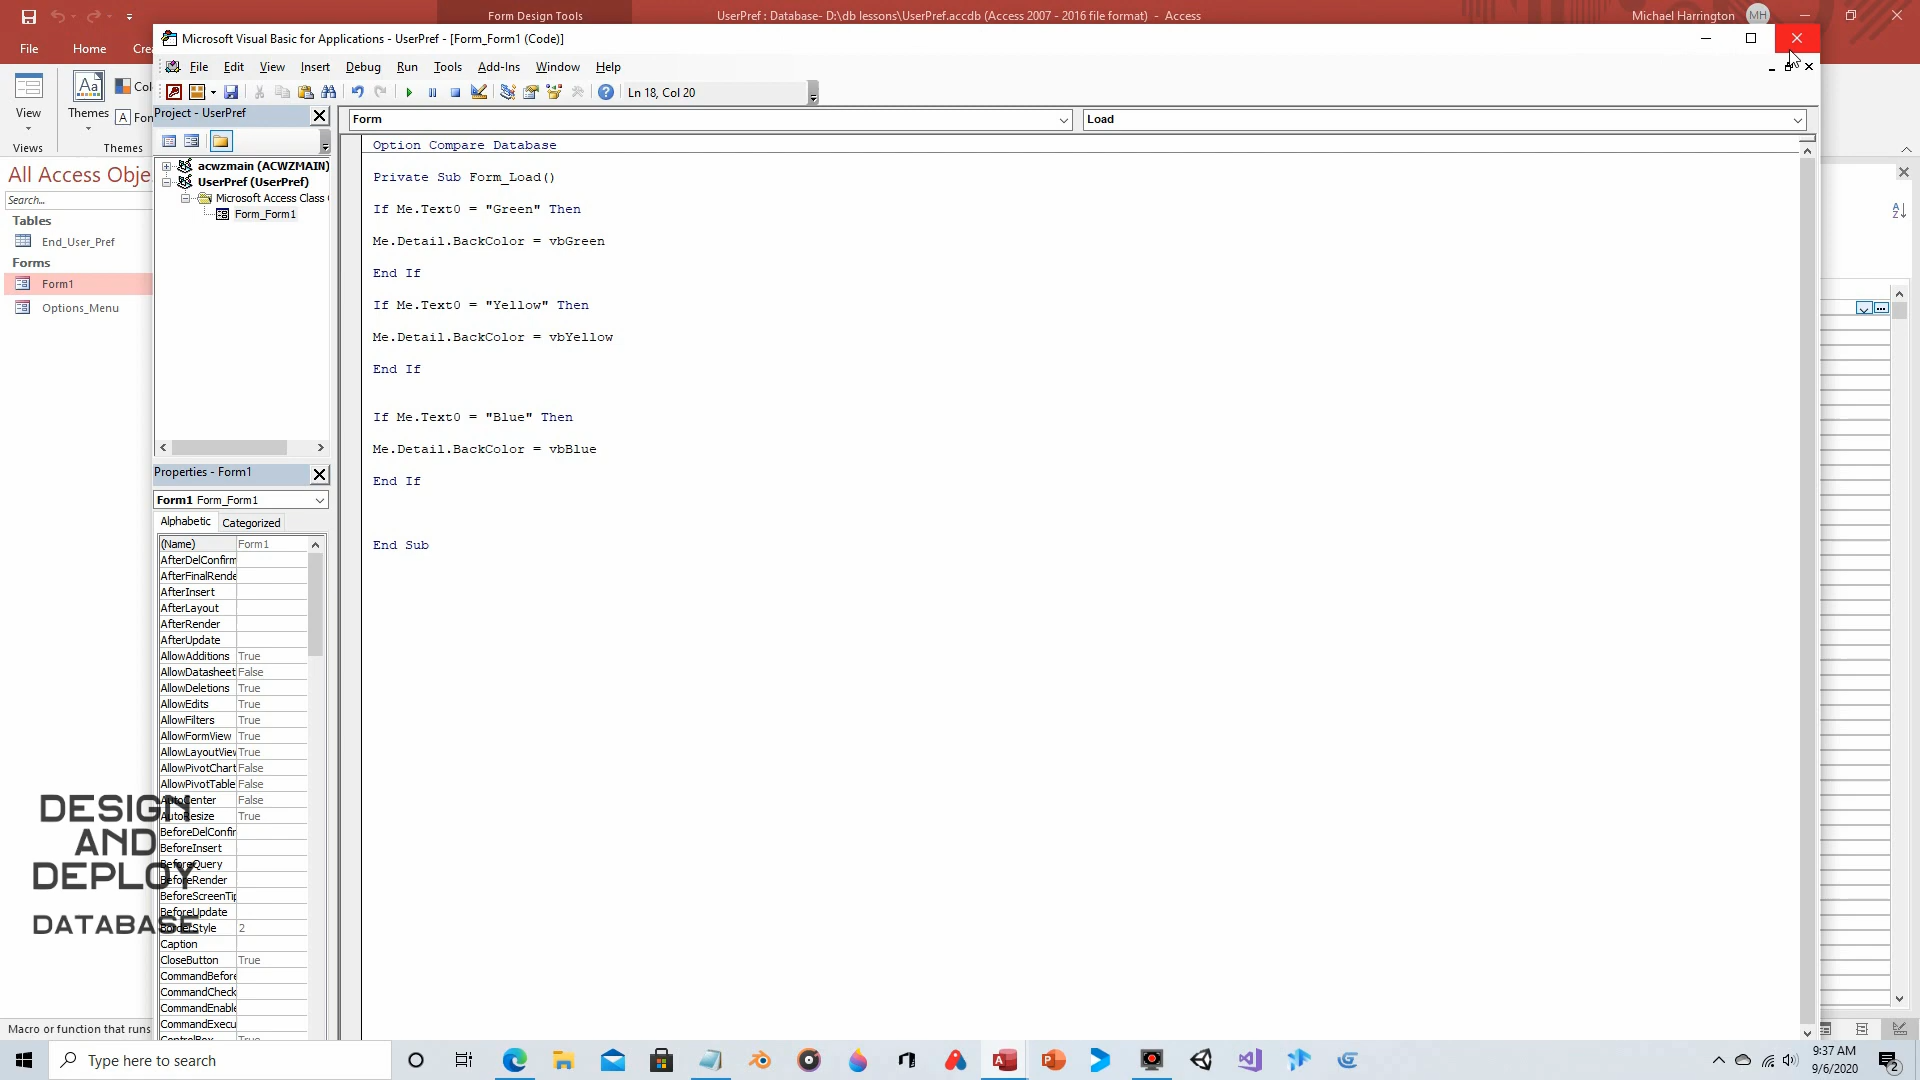 Form Design Tools
UserPref : Database- D:\db lessons\UserPref.accdb (Access 2007 - 2016 file format) - Access
Michael Harrington
MH
File
Home
View
Themes
Views
Themes
Microsoft Visual Basic for Applications - UserPref - [Form_Form1 (Code)]
File Edit View Insert Debug Run Tools Add-Ins Window Help
Ln 18, Col 20
Project - UserPref
Form
Load
acwzmain (ACWZMAIN)
UserPref (UserPref)
Microsoft Access Class
Form_Form1
All Access Obje
Search...
Tables
End_User_Pref
Forms
Form1
Options_Menu
Option Compare Database
Private Sub Form_Load()
If Me.Text0 = "Green" Then
Me.Detail.BackColor = vbGreen
End If
If Me.Text0 = "Yellow" Then
Me.Detail.BackColor = vbYellow
End If
If Me.Text0 = "Blue" Then
Me.Detail.BackColor = vbBlue
End If
End Sub
Properties - Form1
Form1 Form_Form1
Alphabetic
Categorized
(Name) Form1
AfterDelConfirm
AfterFinalRende
AfterInsert
AfterLayout
AfterRender
AfterUpdate
AllowAdditions True
AllowDatasheet False
AllowDeletions True
AllowEdits True
AllowFilters True
AllowFormView True
AllowLayoutVie True
AllowPivotChart False
AllowPivotTable False
AutoCenter False
AutoResize True
BeforeDelConfir
BeforeInsert
BeforeQuery
BeforeRender
BeforeScreenTip
BeforeUpdate
BorderStyle 2
Caption
CloseButton True
CommandBefore
CommandCheck
CommandEnable
CommandExecu
DESIGN
AND
DEPLOY
DATABASE
Macro or function that runs
Type here to search
9:37 AM
9/6/2020
2